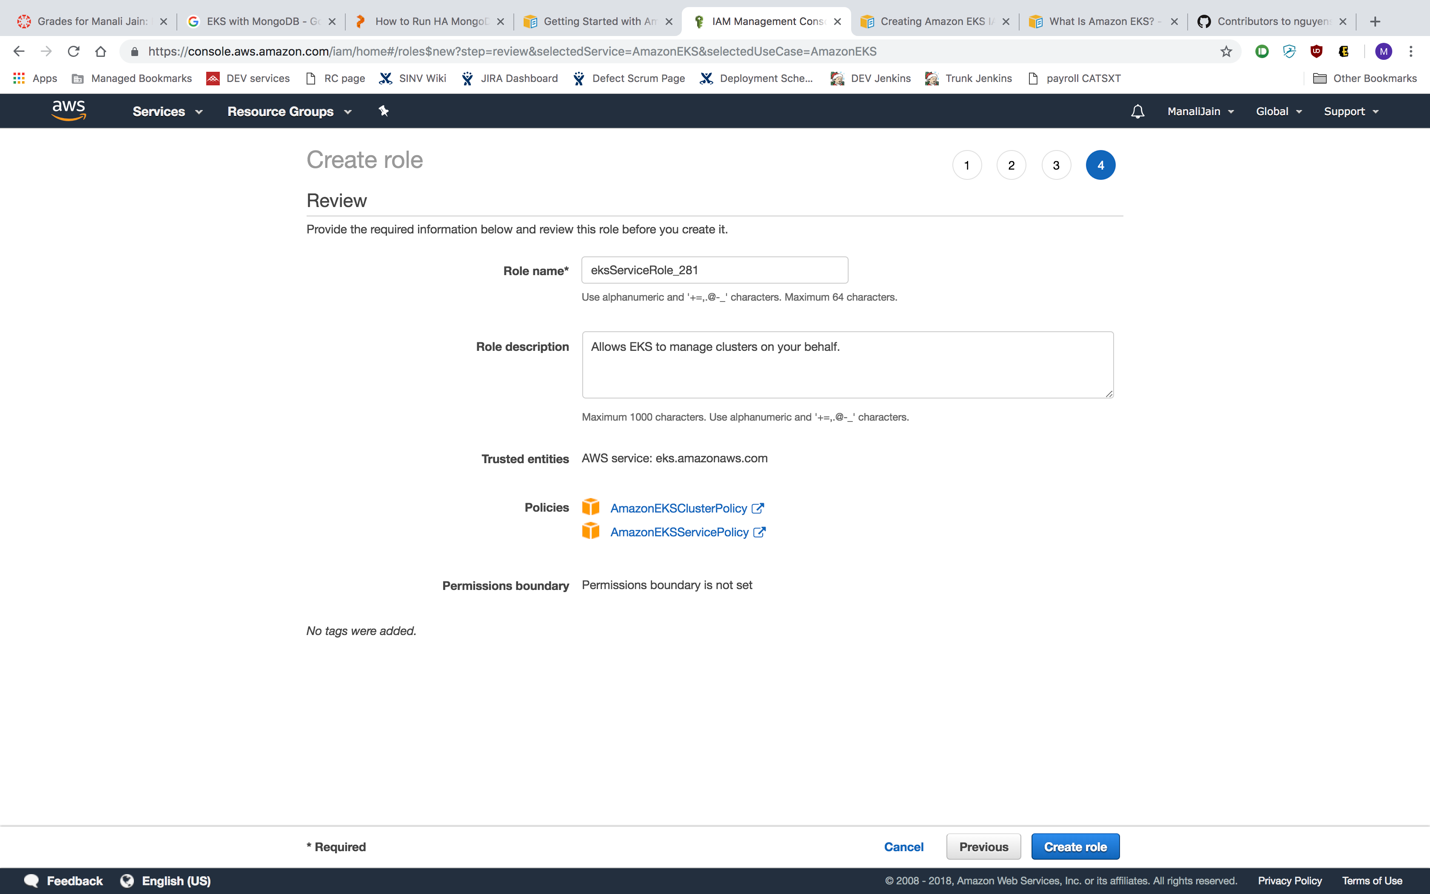 Grades for Manali Jain:
EKS with MongoDB - G
How to Run HA MongoD
Getting Started with Am
IAM Management Cons
Creating Amazon EKS IA
What Is Amazon EKS? -
Contributors to nguyens
https://console.aws.amazon.com/iam/home#/roles$new?step=review&selectedService=AmazonEKS&selectedUseCase=AmazonEKS
M
Apps
Managed Bookmarks
DEV services
RC page
SINV Wiki
JIRA Dashboard
Defect Scrum Page
Deployment Sche...
DEV Jenkins
Trunk Jenkins
payroll CATSXT
Other Bookmarks
aws
Services
Resource Groups
ManaliJain
Global
Support
Create role
1 2 3 4
Review
Provide the required information below and review this role before you create it.
Role name* eksServiceRole_281
Use alphanumeric and '+=,.@-_' characters. Maximum 64 characters.
Role description Allows EKS to manage clusters on your behalf.
Maximum 1000 characters. Use alphanumeric and '+=,.@-_' characters.
Trusted entities AWS service: eks.amazonaws.com
Policies AmazonEKSClusterPolicy
AmazonEKSServicePolicy
Permissions boundary Permissions boundary is not set
No tags were added.
* Required
Cancel
Previous
Create role
Feedback
English (US)
© 2008 - 2018, Amazon Web Services, Inc. or its affiliates. All rights reserved.
Privacy Policy
Terms of Use